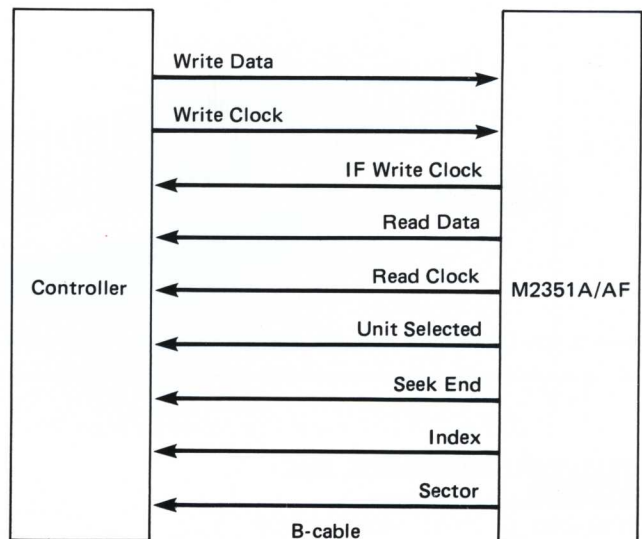 Write Data
Write Clock
IF Write Clock
Read Data
Controller
Read Clock
M2351A/AF
Unit Selected
Seek End
Index
Sector
B-cable